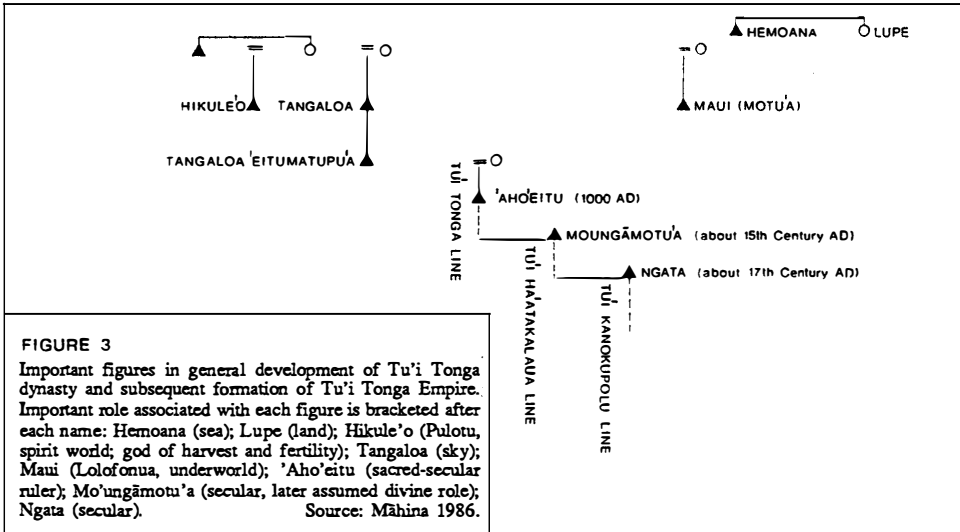 HEMOANA LUPE
HIKULE'O TANGALOA MAUI (MOTU'A)
TANGALOA 'EITUMATUPU'A
TU'I TONGA LINE
'AHO'EITU (1000 AD)
MOUNGĀMOTU'A (about 15th Century AD)
TU'I HA'ATAKALAUA LINE
NGATA (about 17th Century AD)
TU'I KANOKUPOLU LINE
FIGURE 3
Important figures in general development of Tu'i Tonga
dynasty and subsequent formation of Tu'i Tonga Empire.
Important role associated with each figure is bracketed after
each name: Hemoana (sea); Lupe (land); Hikule'o (Pulotu,
spirit world; god of harvest and fertility); Tangaloa (sky);
Maui (Lolofonua, underworld); 'Aho'eitu (sacred-secular
ruler); Mo'ungāmotu'a (secular, later assumed divine role);
Ngata (secular). Source: Māhina 1986.